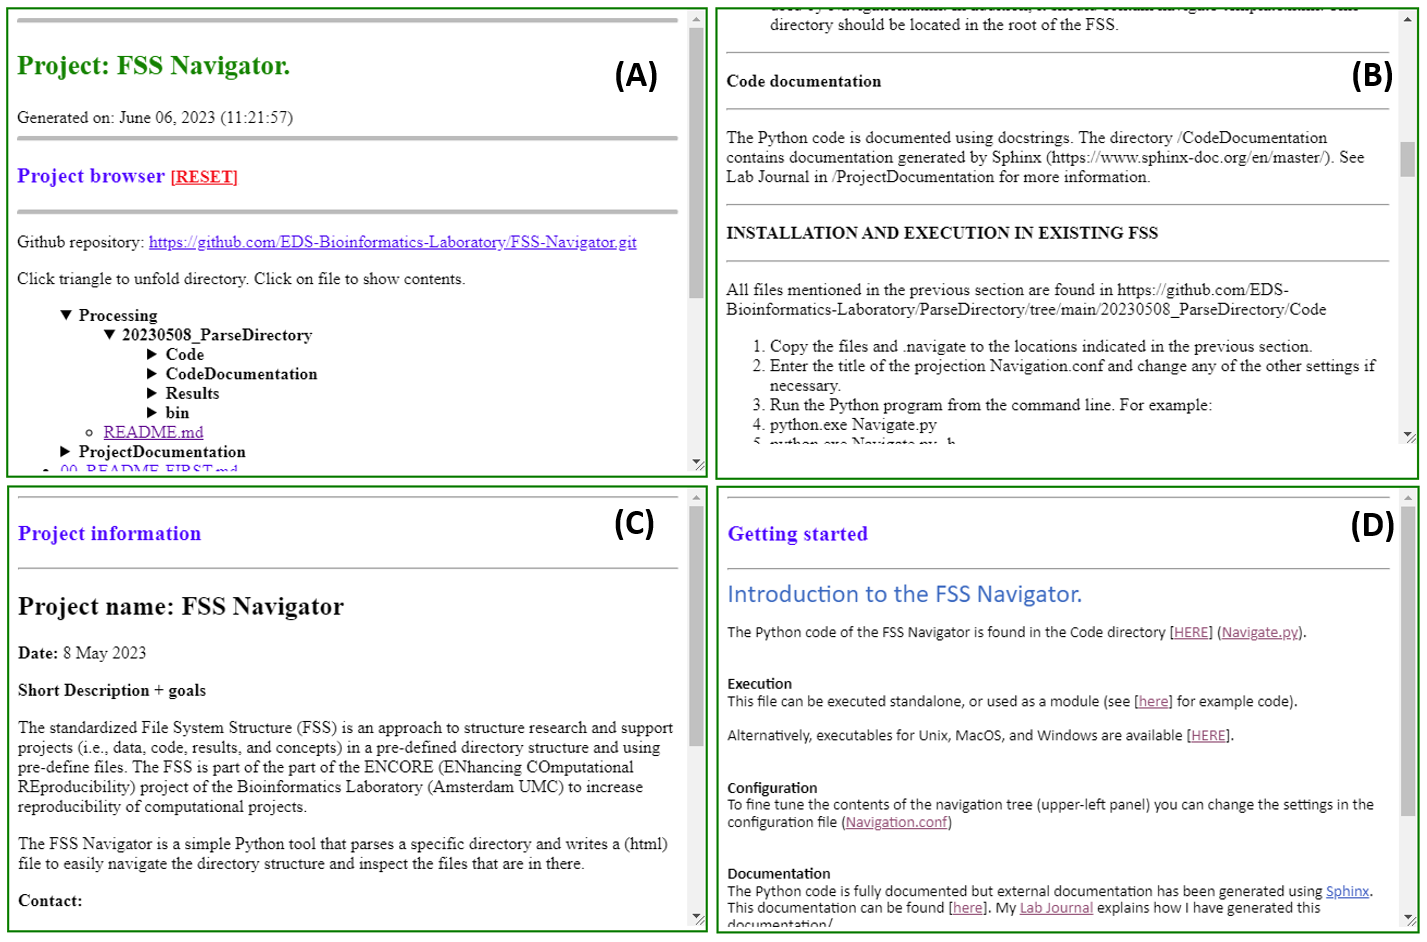 Project: FSS Navigator.
(A)
Generated on: June 06, 2023 (11:21:57)
Project browser [RESET]
Github repository: https://github.com/EDS-Bioinformatics-Laboratory/FSS-Navigator.git
Click triangle to unfold directory. Click on file to show contents.
▼ Processing
▼ 20230508_ParseDirectory
▶ Code
▶ CodeDocumentation
▶ Results
▶ bin
README.md
▶ ProjectDocumentation
00_README_FIRST.md
directory should be located in the root of the FSS.
(B)
Code documentation
The Python code is documented using docstrings. The directory /CodeDocumentation
contains documentation generated by Sphinx (https://www.sphinx-doc.org/en/master/). See
Lab Journal in /ProjectDocumentation for more information.
INSTALLATION AND EXECUTION IN EXISTING FSS
All files mentioned in the previous section are found in https://github.com/EDS-
Bioinformatics-Laboratory/ParseDirectory/tree/main/20230508_ParseDirectory/Code
1. Copy the files and .navigate to the locations indicated in the previous section.
2. Enter the title of the projection Navigation.conf and change any of the other settings if
necessary.
3. Run the Python program from the command line. For example:
4. python.exe Navigate.py
5. python.exe Navigate.py -h
Project information
(C)
Project name: FSS Navigator
Date: 8 May 2023
Short Description + goals
The standardized File System Structure (FSS) is an approach to structure research and support
projects (i.e., data, code, results, and concepts) in a pre-defined directory structure and using
pre-define files. The FSS is part of the part of the ENCORE (ENhancing COmputational
REproducibility) project of the Bioinformatics Laboratory (Amsterdam UMC) to increase
reproducibility of computational projects.
The FSS Navigator is a simple Python tool that parses a specific directory and writes a (html)
file to easily navigate the directory structure and inspect the files that are in there.
Contact:
Getting started
(D)
Introduction to the FSS Navigator.
The Python code of the FSS Navigator is found in the Code directory [HERE] (Navigate.py).
Execution
This file can be executed standalone, or used as a module (see [here] for example code).
Alternatively, executables for Unix, MacOS, and Windows are available [HERE].
Configuration
To fine tune the contents of the navigation tree (upper-left panel) you can change the settings in the
configuration file (Navigation.conf)
Documentation
The Python code is fully documented but external documentation has been generated using Sphinx.
This documentation can be found [here]. My Lab Journal explains how I have generated this
documentation/